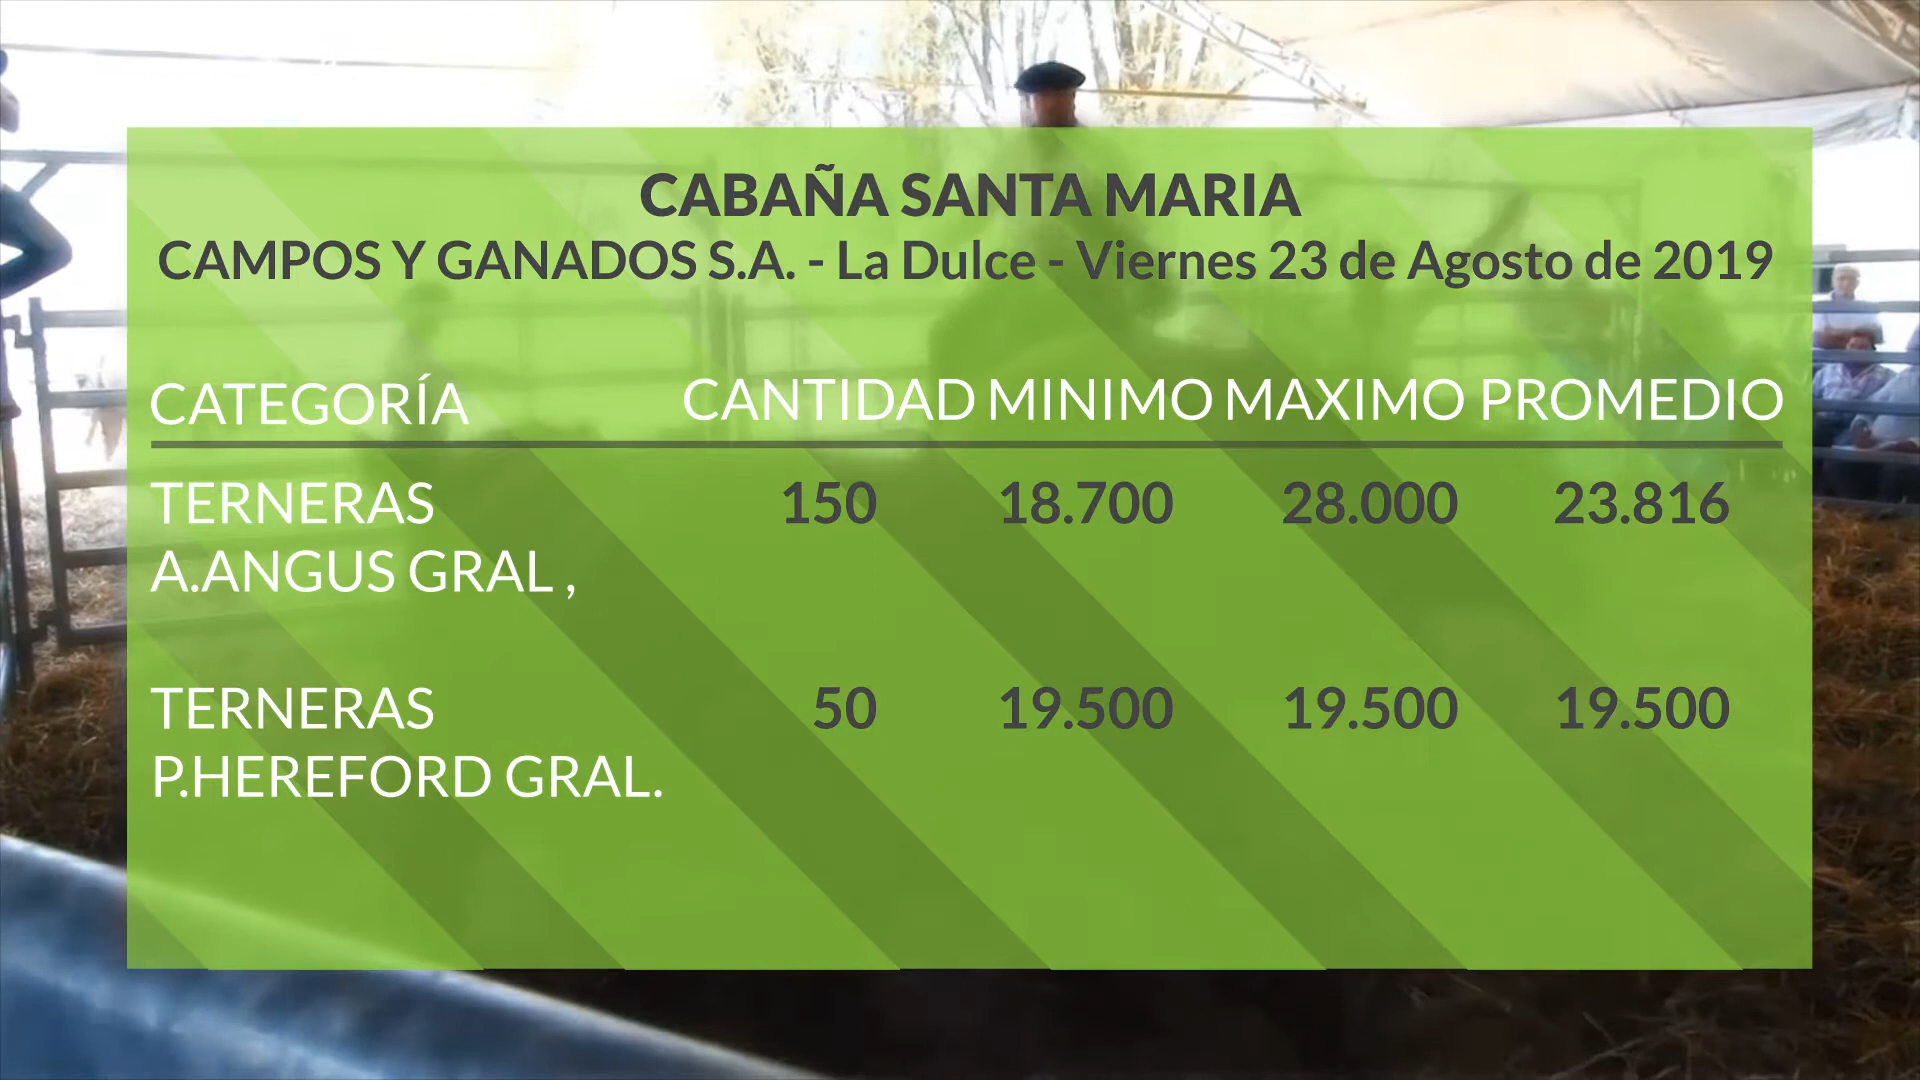 CABAÑA SANTA MARIA
CAMPOS Y GANADOS S.A. - La Dulce - Viernes 23 de Agosto de 2019
CATEGORÍA CANTIDAD MINIMO MAXIMO PROMEDIO
TERNERAS 150 18.700 28.000 23.816
A.ANGUS GRAL ,
TERNERAS 50 19.500 19.500 19.500
P.HEREFORD GRAL.